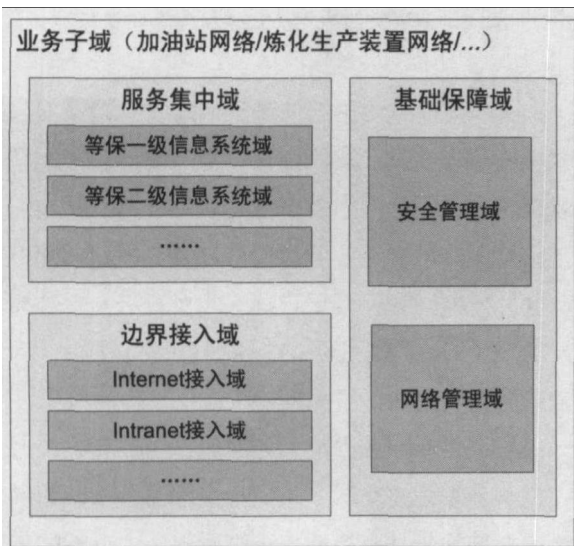 业务子域（加油站网络/炼化生产装置网络/...）
服务集中域
等保一级信息系统域
等保二级信息系统域
......
边界接入域
Internet接入域
Intranet接入域
......
基础保障域
安全管理域
网络管理域